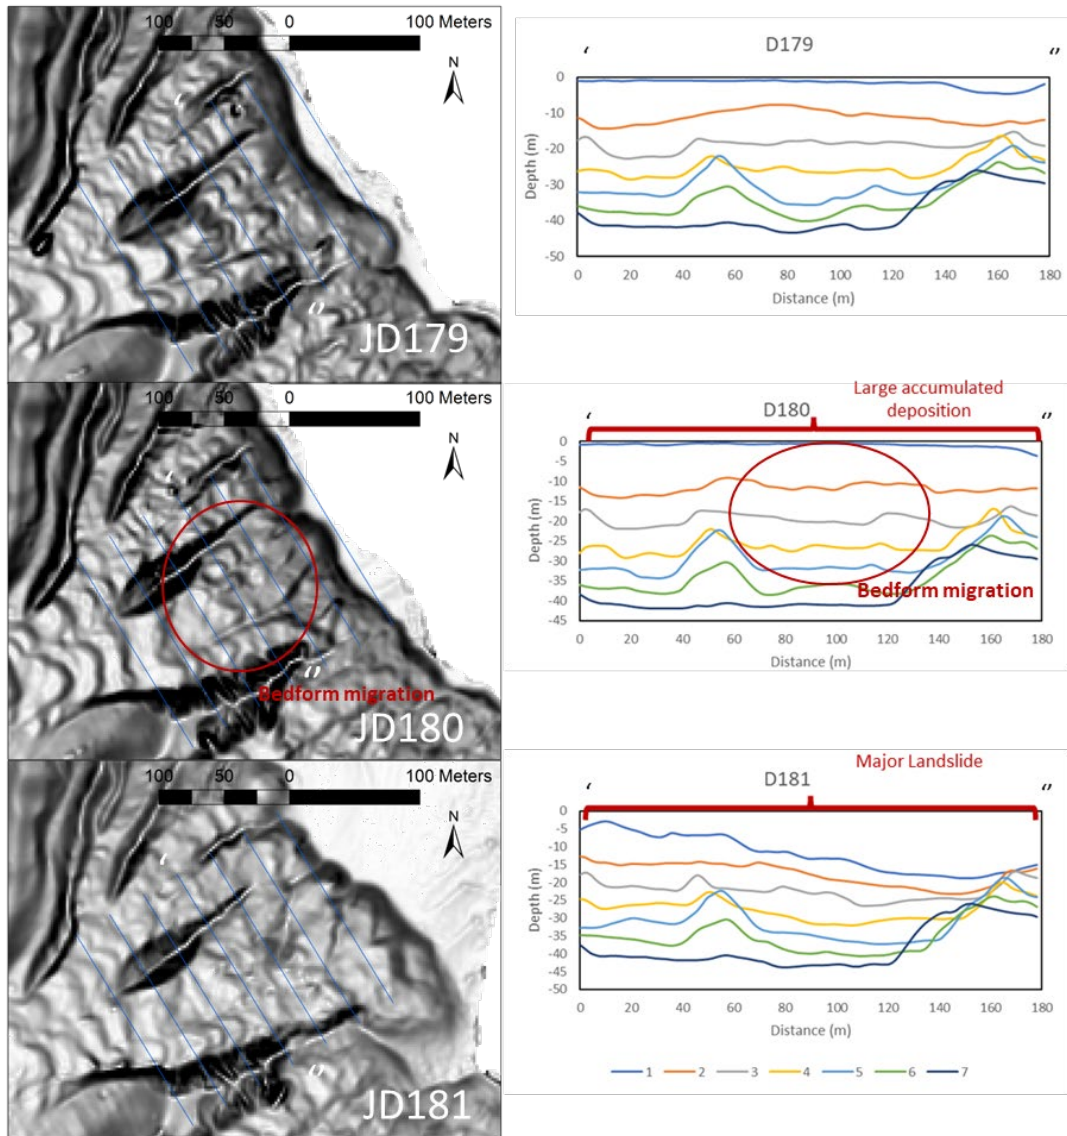 100 50 0 100 Meters
N
‘
‘’
JD179
D179
‘ ‘’
0
-10
-20
-30
-40
-50
Depth (m)
0 20 40 60 80 100 120 140 160 180
Distance (m)
100 50 0 100 Meters
N
‘
‘’
Bedform migration
JD180
Large accumulated
deposition
D180
‘ ‘’
0
-5
-10
-15
-20
-25
-30
-35
-40
-45
Depth (m)
Bedform migration
0 20 40 60 80 100 120 140 160 180
100 50 0 100 Meters
N
‘
‘’
JD181
Major Landslide
D181
‘ ‘’
0
-5
-10
-15
-20
-25
-30
-35
-40
-45
-50
Depth (m)
0 20 40 60 80 100 120 140 160 180
Distance (m)
1 2 3 4 5 6 7